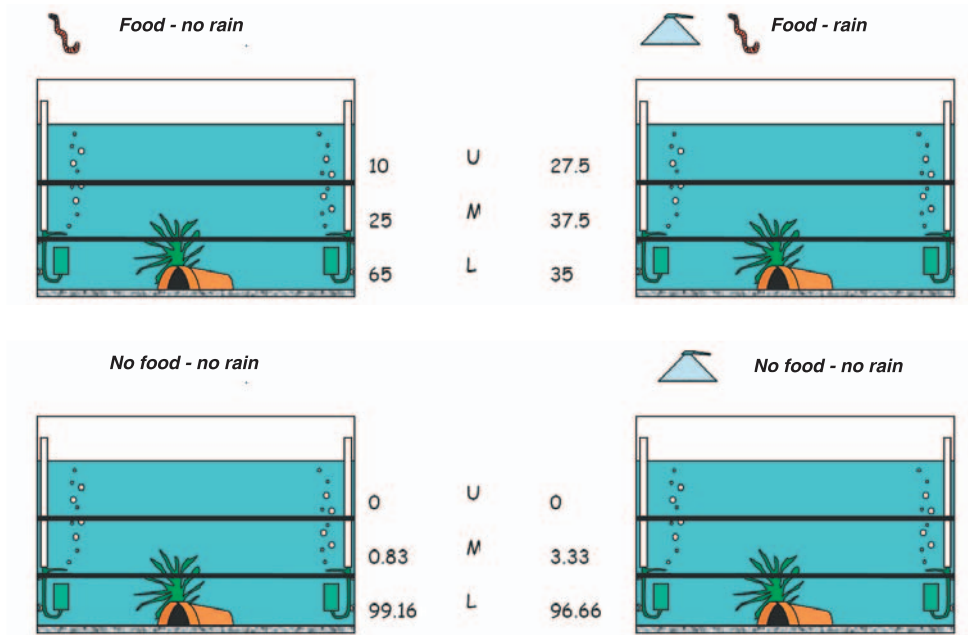 Food - no rain
Food - rain
10 U 27.5
25 M 37.5
65 L 35
No food - no rain
No food - no rain
0 U 0
0.83 M 3.33
99.16 L 96.66